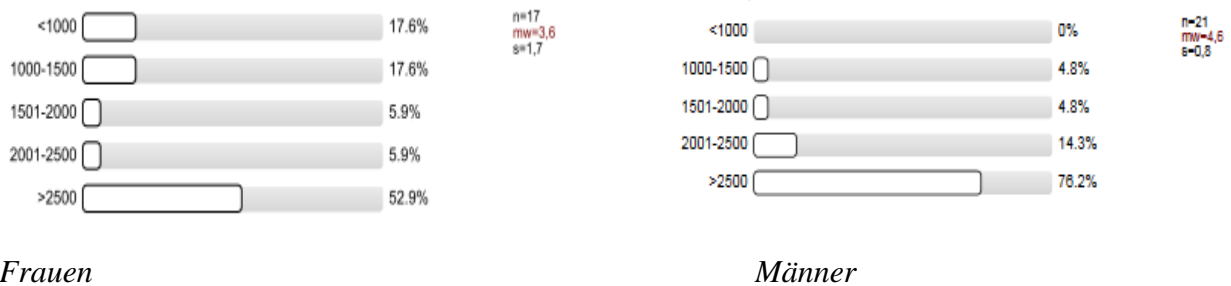 <1000 17.6%
1000-1500 17.6%
1501-2000 5.9%
2001-2500 5.9%
>2500 52.9%
n=17
mw=3,6
s=1,7
Frauen
<1000 0%
1000-1500 4.8%
1501-2000 4.8%
2001-2500 14.3%
>2500 76.2%
n=21
mw=4,6
s=0,8
Männer